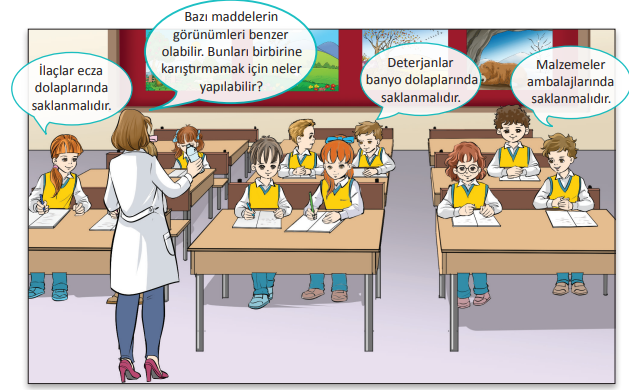 Bazı maddelerin
görünümleri benzer
olabilir. Bunları birbirine
karıştırmamak için neler
yapılabilir?
İlaçlar ecza
dolaplarında
saklanmalıdır.
Deterjanlar
banyo dolaplarında
saklanmalıdır.
Malzemeler
ambalajlarında
saklanmalıdır.